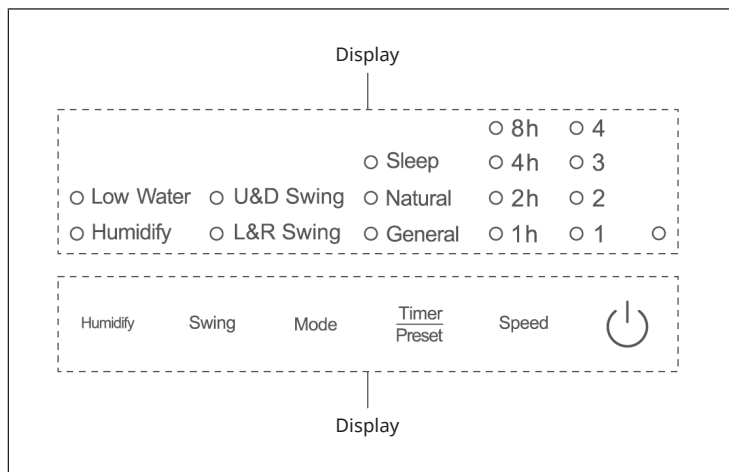 Display
8h 4
Sleep 4h 3
Low Water U&D Swing Natural 2h 2
Humidify L&R Swing General 1h 1
Humidify Swing Mode Timer Speed
Preset
Display